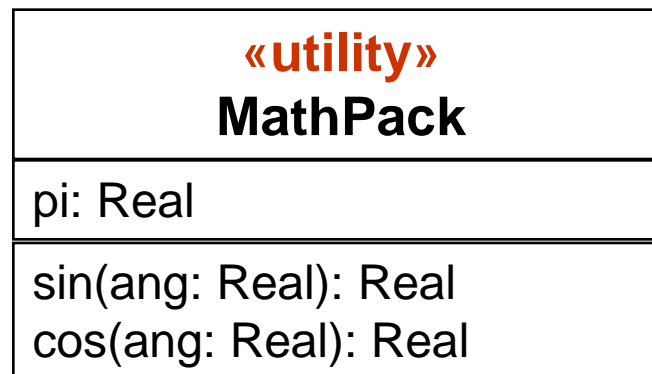 «utility»
MathPack
pi: Real
sin(ang: Real): Real
cos(ang: Real): Real